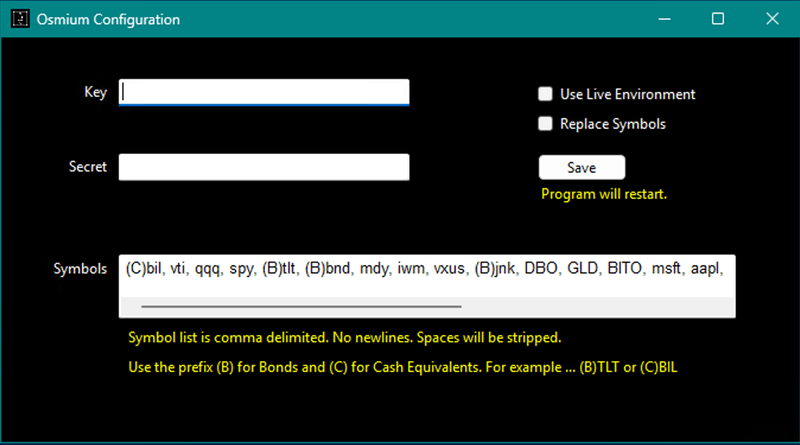 Osmium Configuration
Key
Use Live Environment
Replace Symbols
Secret
Save
Program will restart.
Symbols
(C)bil, vti, qqq, spy, (B)tlt, (B)bnd, mdy, iwm, vxus, (B)jnk, DBO, GLD, BITO, msft, aapl,
Symbol list is comma delimited. No newlines. Spaces will be stripped.
Use the prefix (B) for Bonds and (C) for Cash Equivalents. For example ... (B)TLT or (C)BIL